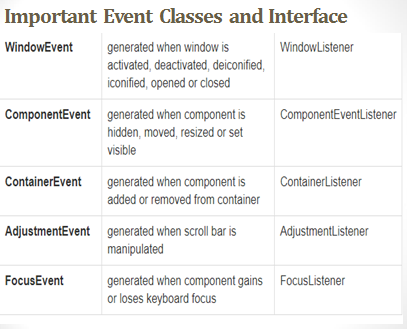 Important Event Classes and Interface
WindowEvent generated when window is WindowListener
activated, deactivated, deiconified,
iconified, opened or closed
ComponentEvent generated when component is ComponentEventListener
hidden, moved, resized or set
visible
ContainerEvent generated when component is ContainerListener
added or removed from container
AdjustmentEvent generated when scroll bar is AdjustmentListener
manipulated
FocusEvent generated when component gains FocusListener
or loses keyboard focus